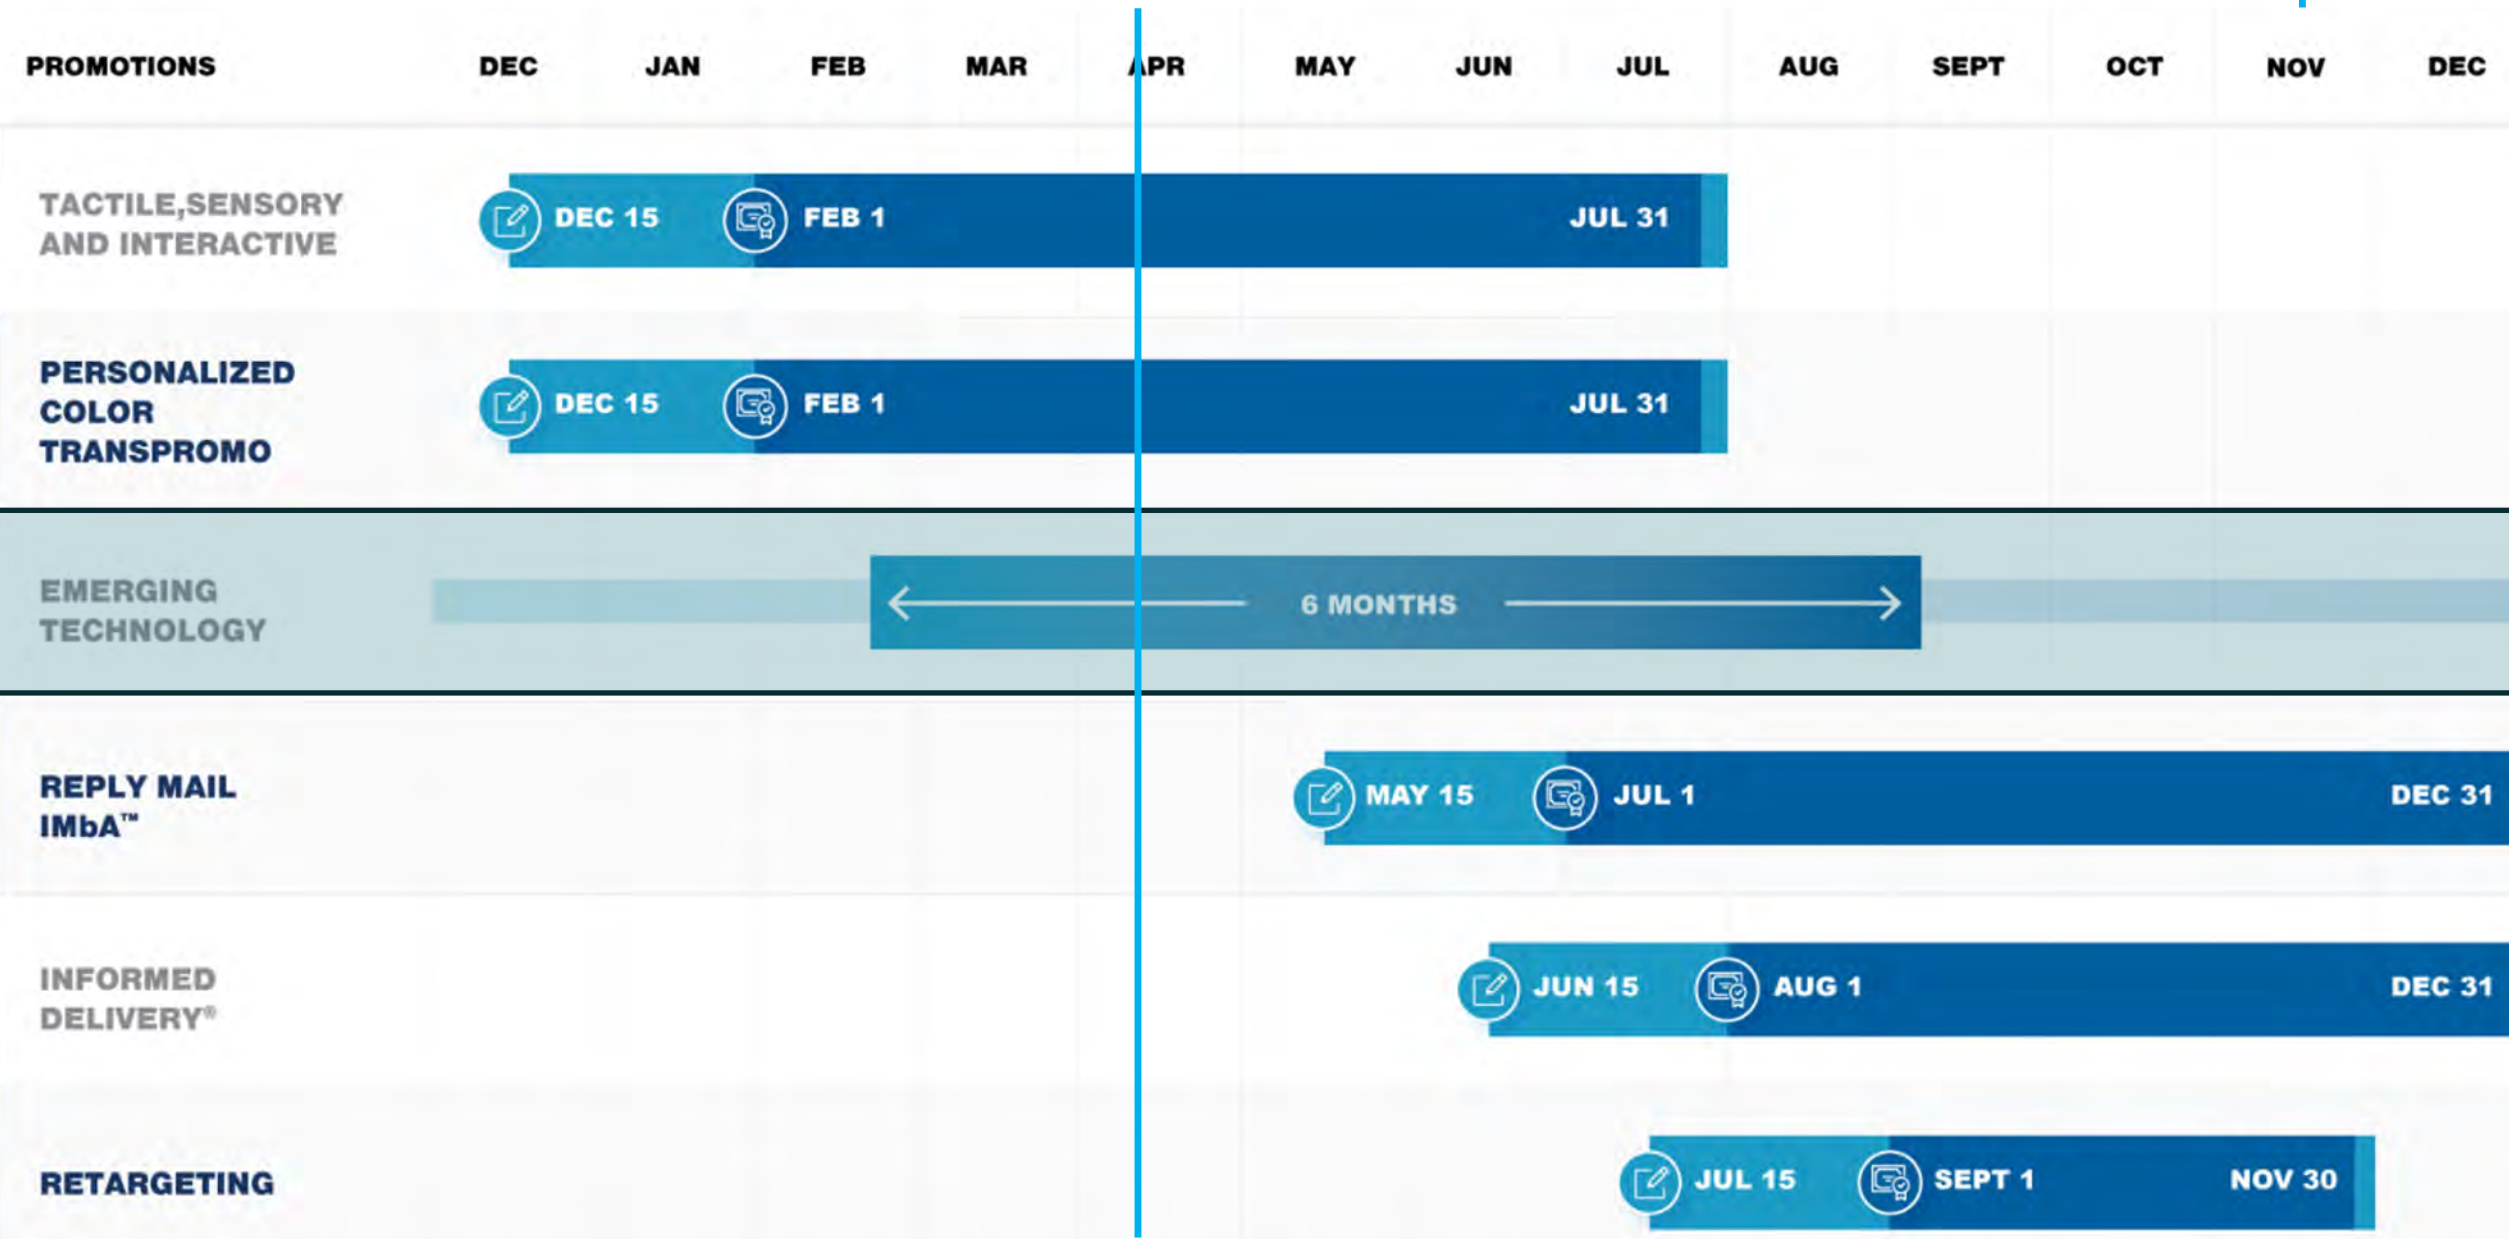 PROMOTIONS DEC JAN FEB MAR APR MAY JUN JUL AUG SEPT OCT NOV DEC
TACTILE,SENSORY
AND INTERACTIVE
DEC 15 FEB 1 JUL 31
PERSONALIZED
COLOR
TRANSPROMO
DEC 15 FEB 1 JUL 31
EMERGING
TECHNOLOGY
6 MONTHS
REPLY MAIL
IMbA™
MAY 15 JUL 1 DEC 31
INFORMED
DELIVERY®
JUN 15 AUG 1 DEC 31
RETARGETING
JUL 15 SEPT 1 NOV 30